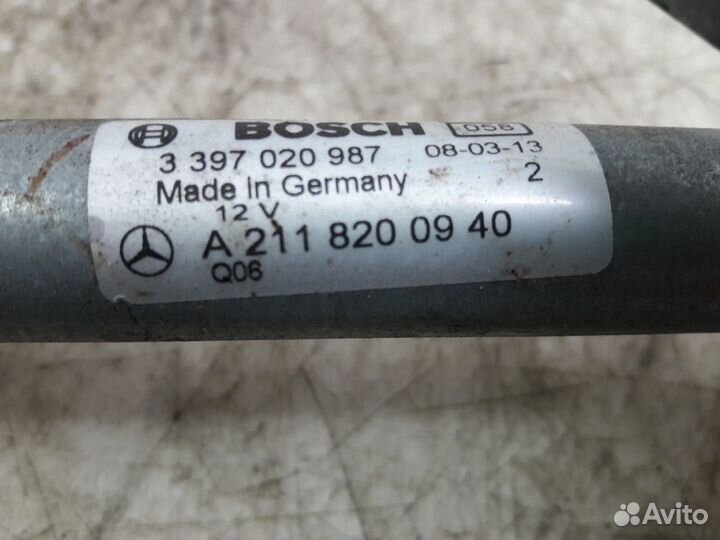 BOSCH 058
3 397 020 987 08-03-13
Made In Germany 2
12 V
A 211 820 09 40
Q06
Avito